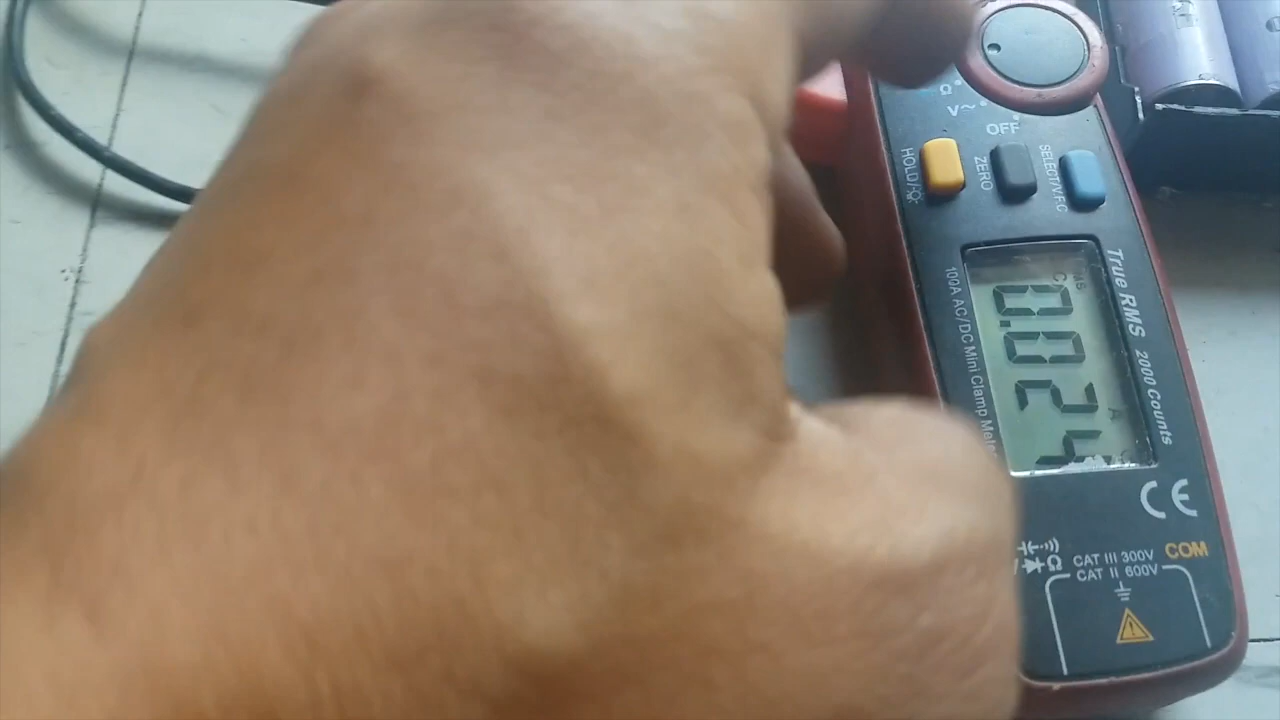 Ω
V~
OFF
HOLD/
ZERO
SELECT/V.F.C
True RMS 2000 Counts
100A AC/DC Mini Clamp
0.024
A
CE
CAT III 300V
CAT II 600V
COM
Ω